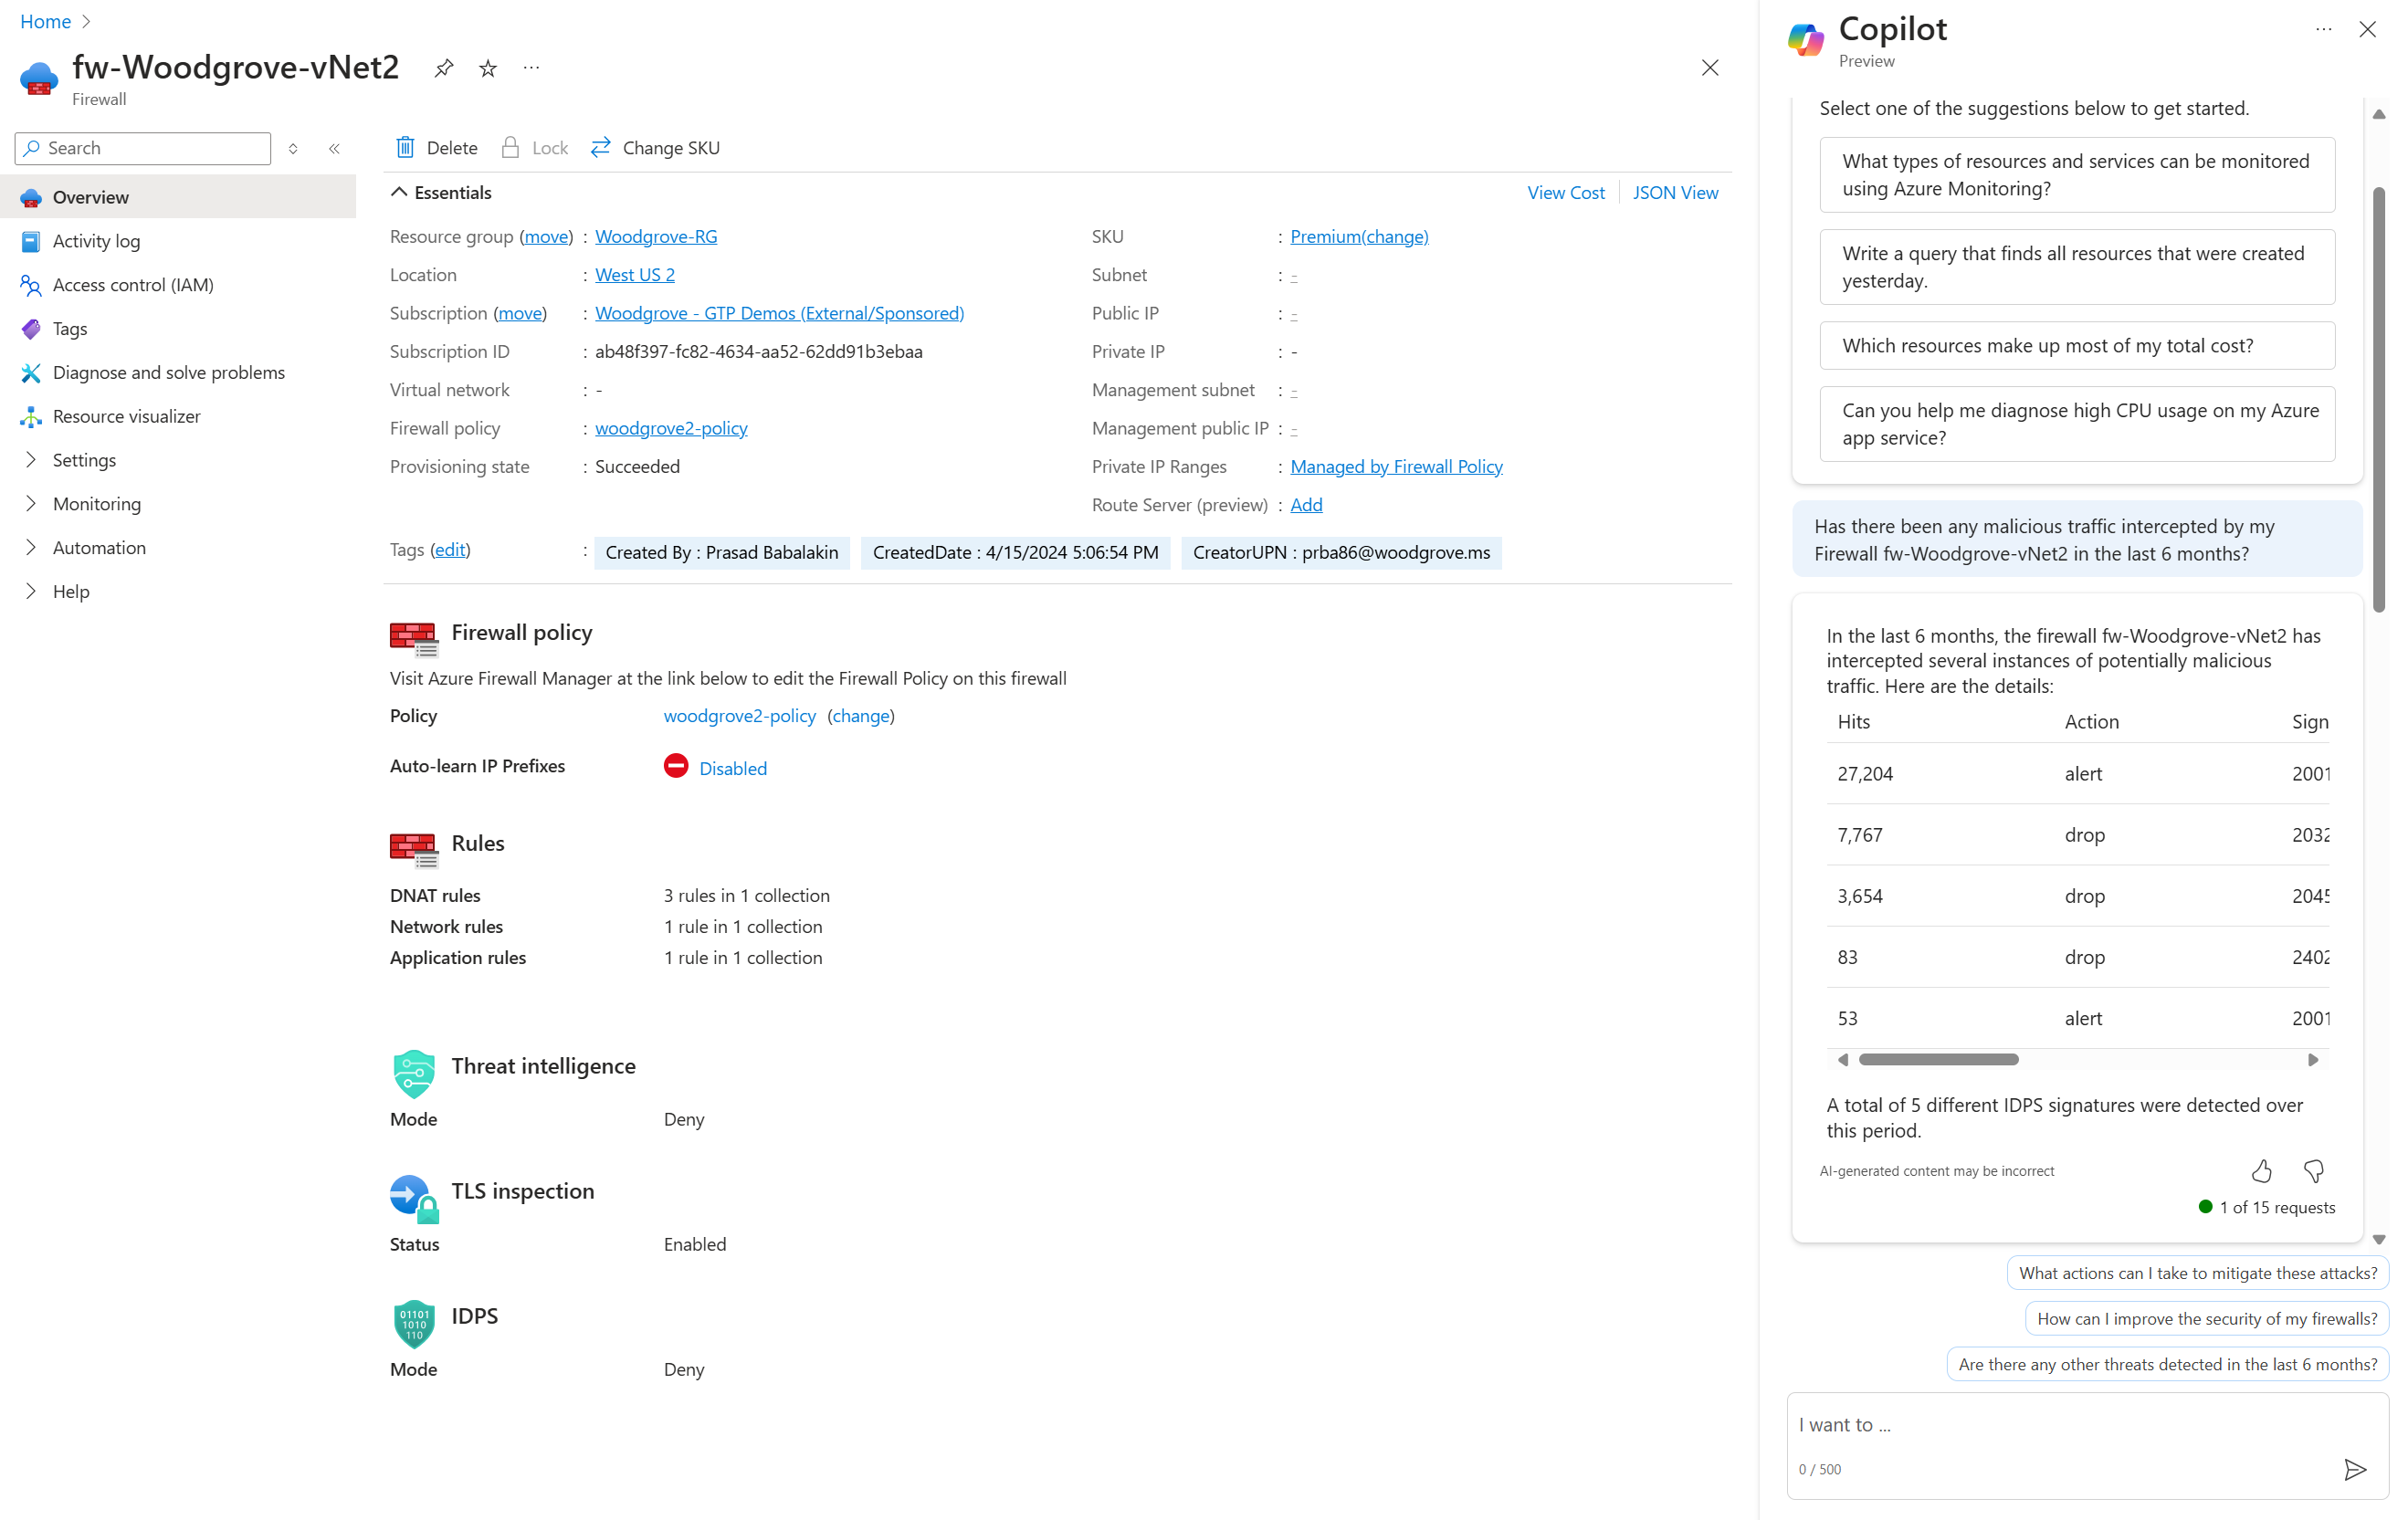 Home
fw-Woodgrove-vNet2
Firewall
Search
Overview
Activity log
Access control (IAM)
Tags
Diagnose and solve problems
Resource visualizer
Settings
Monitoring
Automation
Help
Delete
Lock
Change SKU
Essentials
View Cost
JSON View
Resource group (move) : Woodgrove-RG
Location : West US 2
Subscription (move) : Woodgrove - GTP Demos (External/Sponsored)
Subscription ID : ab48f397-fc82-4634-aa52-62dd91b3ebaa
Virtual network : -
Firewall policy : woodgrove2-policy
Provisioning state : Succeeded
SKU : Premium(change)
Subnet : -
Public IP : -
Private IP : -
Management subnet : -
Management public IP : -
Private IP Ranges : Managed by Firewall Policy
Route Server (preview) : Add
Tags (edit) : Created By : Prasad Babalakin CreatedDate : 4/15/2024 5:06:54 PM CreatorUPN : prba86@woodgrove.ms
Firewall policy
Visit Azure Firewall Manager at the link below to edit the Firewall Policy on this firewall
Policy woodgrove2-policy (change)
Auto-learn IP Prefixes Disabled
Rules
DNAT rules 3 rules in 1 collection
Network rules 1 rule in 1 collection
Application rules 1 rule in 1 collection
Threat intelligence
Mode Deny
TLS inspection
Status Enabled
01101
1010
110
IDPS
Mode Deny
Copilot
Preview
Select one of the suggestions below to get started.
What types of resources and services can be monitored
using Azure Monitoring?
Write a query that finds all resources that were created
yesterday.
Which resources make up most of my total cost?
Can you help me diagnose high CPU usage on my Azure
app service?
Has there been any malicious traffic intercepted by my
Firewall fw-Woodgrove-vNet2 in the last 6 months?
In the last 6 months, the firewall fw-Woodgrove-vNet2 has
intercepted several instances of potentially malicious
traffic. Here are the details:
Hits Action Sign
27,204 alert 2001
7,767 drop 2032
3,654 drop 2045
83 drop 2402
53 alert 2001
A total of 5 different IDPS signatures were detected over
this period.
AI-generated content may be incorrect
1 of 15 requests
What actions can I take to mitigate these attacks?
How can I improve the security of my firewalls?
Are there any other threats detected in the last 6 months?
I want to ...
0 / 500